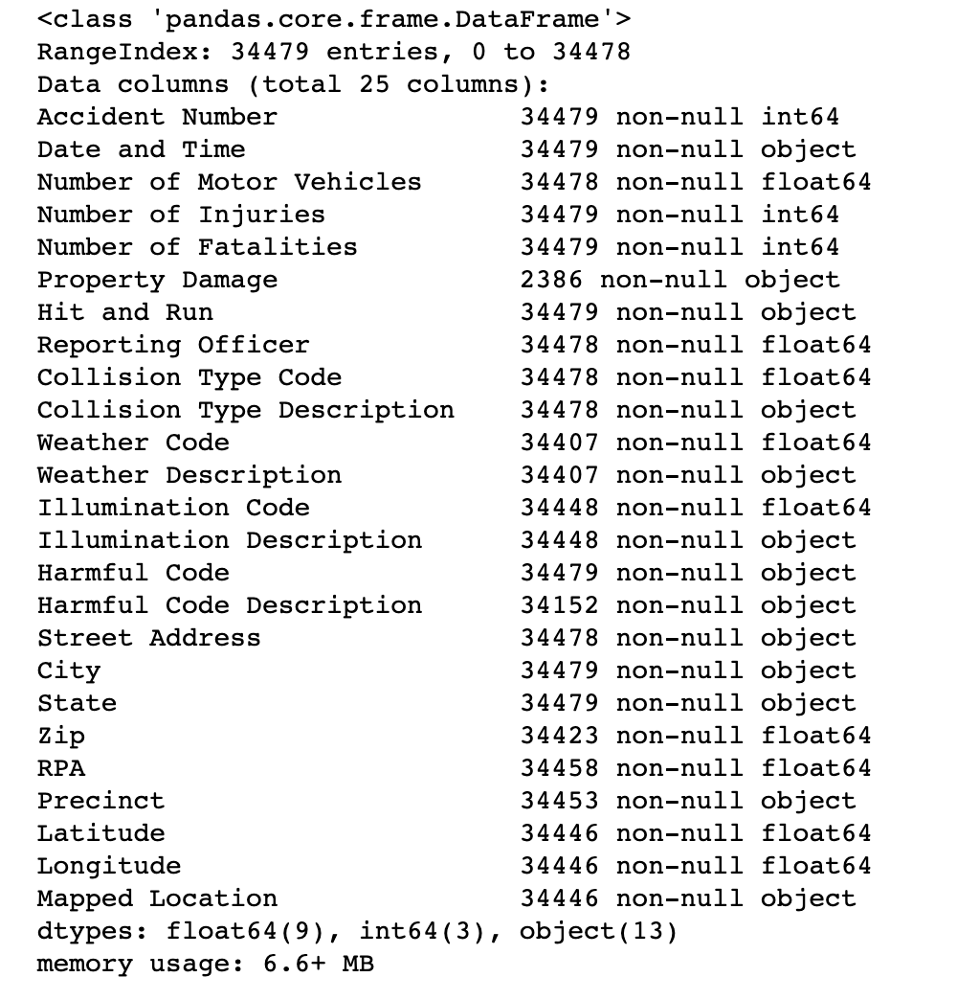 <class 'pandas.core.frame.DataFrame'>
RangeIndex: 34479 entries, 0 to 34478
Data columns (total 25 columns):
Accident Number               34479 non-null int64
Date and Time                 34479 non-null object
Number of Motor Vehicles      34478 non-null float64
Number of Injuries            34479 non-null int64
Number of Fatalities          34479 non-null int64
Property Damage               2386 non-null object
Hit and Run                   34479 non-null object
Reporting Officer             34478 non-null float64
Collision Type Code           34478 non-null float64
Collision Type Description    34478 non-null object
Weather Code                  34407 non-null float64
Weather Description           34407 non-null object
Illumination Code             34448 non-null float64
Illumination Description      34448 non-null object
Harmful Code                  34479 non-null object
Harmful Code Description      34152 non-null object
Street Address                34478 non-null object
City                          34479 non-null object
State                         34479 non-null object
Zip                           34423 non-null float64
RPA                           34458 non-null float64
Precinct                      34453 non-null object
Latitude                      34446 non-null float64
Longitude                     34446 non-null float64
Mapped Location               34446 non-null object
dtypes: float64(9), int64(3), object(13)
memory usage: 6.6+ MB